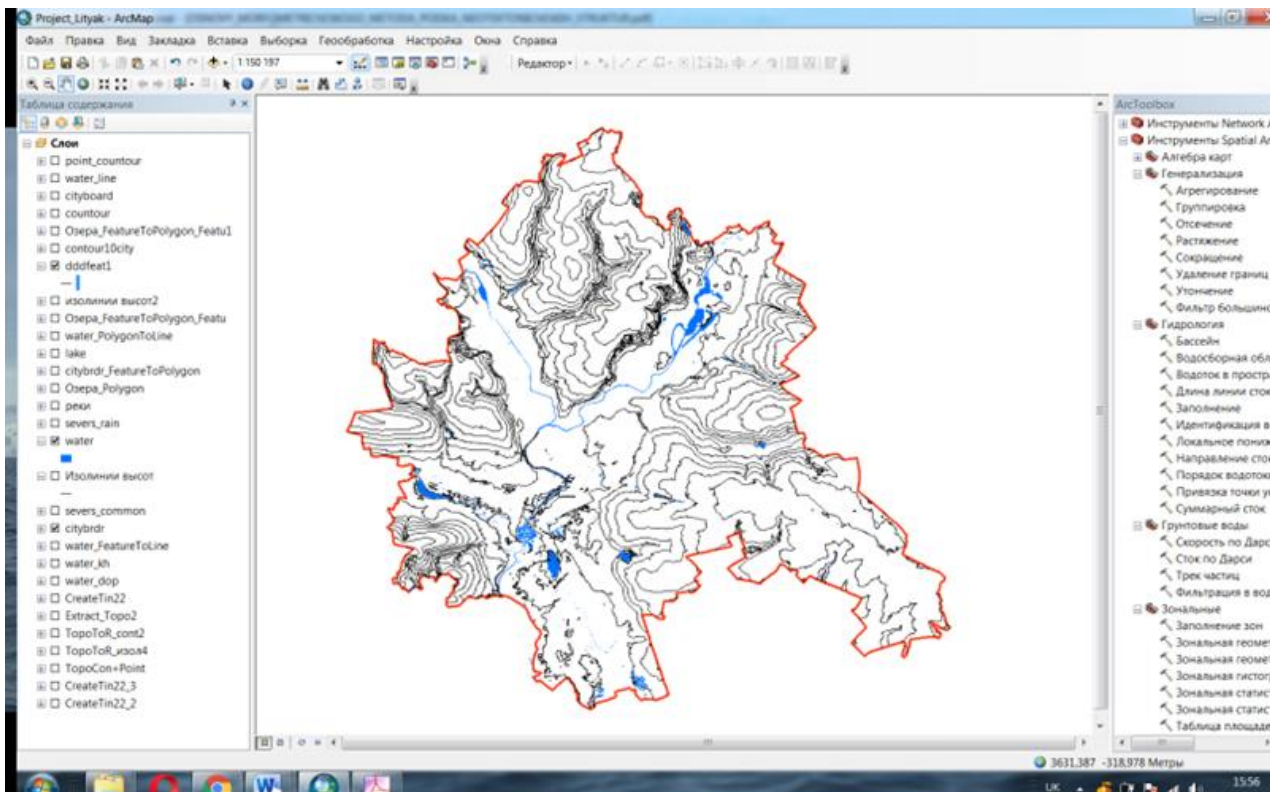 Project_Lityak - ArcMap
Файл Правка Вид Закладка Вставка Выборка Геообработка Настройка Окна Справка
1:150 197
Редактор
Таблица содержания
Слои
point_countour
water_line
cityboard
countour
Озера_FeatureToPolygon_Featu1
contour10city
dddfeat1
изолинии высот2
Озера_FeatureToPolygon_Featu
water_PolygonToLine
lake
citybrdr_FeatureToPolygon
Озера_Polygon
реки
severs_rain
water
Изолинии высот
severs_common
citybrdr
water_FeatureToLine
water_kh
water_dop
CreateTin22
Extract_Topo2
TopoToR_cont2
TopoToR_изол4
TopoCon+Point
CreateTin22_3
CreateTin22_2
ArcToolbox
Инструменты Network A
Инструменты Spatial An
Алгебра карт
Генерализация
Агрегирование
Группировка
Отсечение
Растяжение
Сокращение
Удаление границ
Утончение
Фильтр большинс
Гидрология
Бассейн
Водосборная обл
Водоток в простра
Длина линии сток
Заполнение
Идентификация в
Локальное пониж
Направление сток
Порядок водотоко
Привязка точки ус
Суммарный сток
Грунтовые воды
Скорость по Дарс
Сток по Дарси
Трек частиц
Фильтрация в вод
Зональные
Заполнение зон
Зональная геомет
Зональная геомет
Зональная гистог
Зональная статис
Зональная статис
Таблица площаде
3631,387 -318,978 Метры
UK
15:56